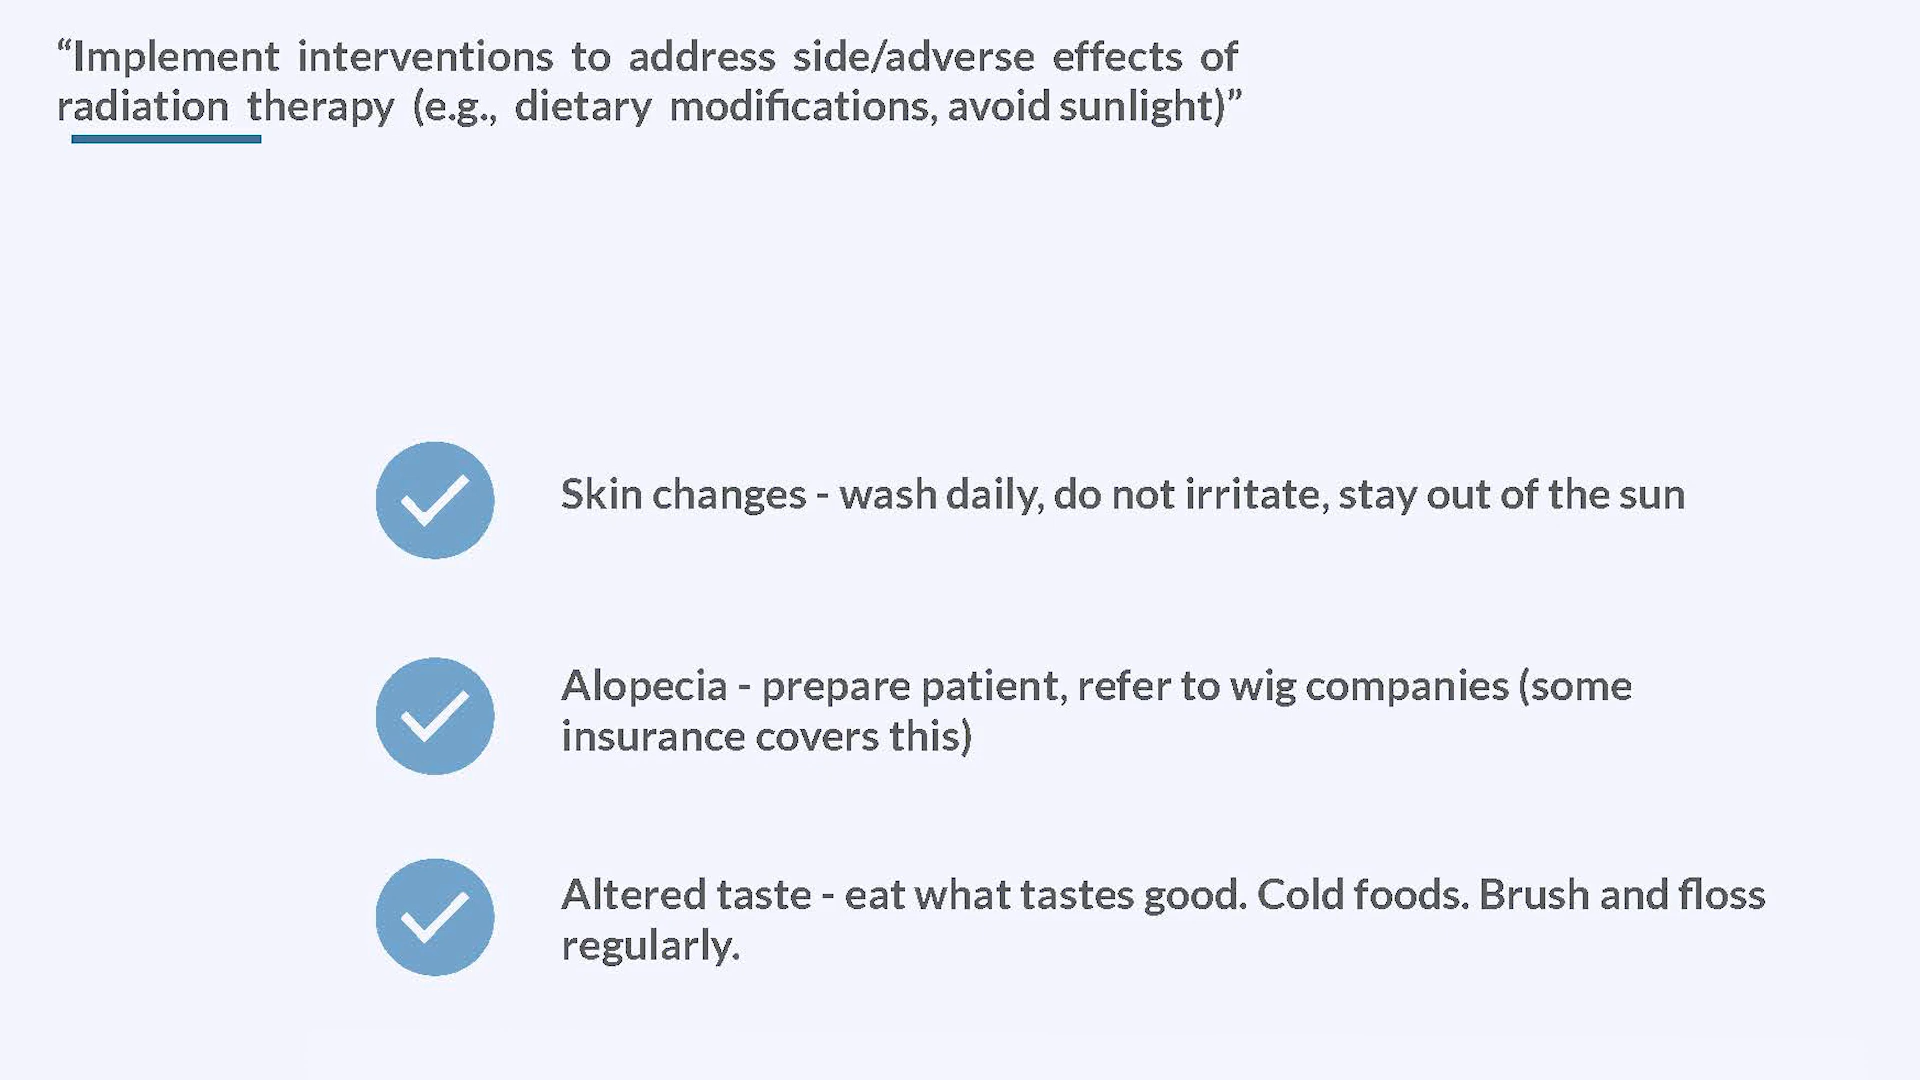 “Implement interventions to address side/adverse effects of
radiation therapy (e.g., dietary modifications, avoid sunlight)”
Skin changes - wash daily, do not irritate, stay out of the sun
Alopecia - prepare patient, refer to wig companies (some
insurance covers this)
Altered taste - eat what tastes good. Cold foods. Brush and floss
regularly.